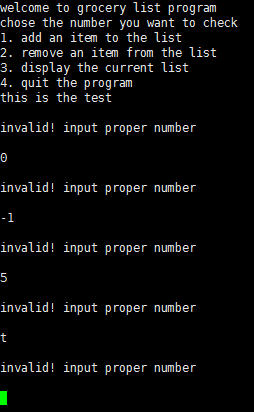 welcome to grocery list program
chose the number you want to check
1. add an item to the list
2. remove an item from the list
3. display the current list
4. quit the program
this is the test
invalid! input proper number
0
invalid! input proper number
-1
invalid! input proper number
5
invalid! input proper number
t
invalid! input proper number